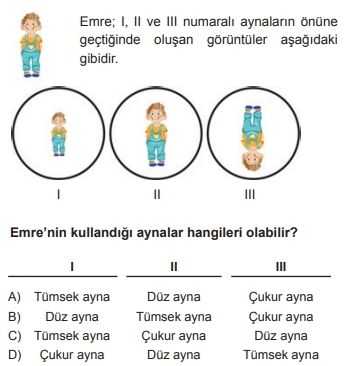 Emre; I, II ve III numaralı aynaların önüne
geçtiğinde oluşan görüntüler aşağıdaki
gibidir.
I II III
Emre'nin kullandığı aynalar hangileri olabilir?
I II III
A) Tümsek ayna Düz ayna Çukur ayna
B) Düz ayna Tümsek ayna Çukur ayna
C) Tümsek ayna Çukur ayna Düz ayna
D) Çukur ayna Düz ayna Tümsek ayna